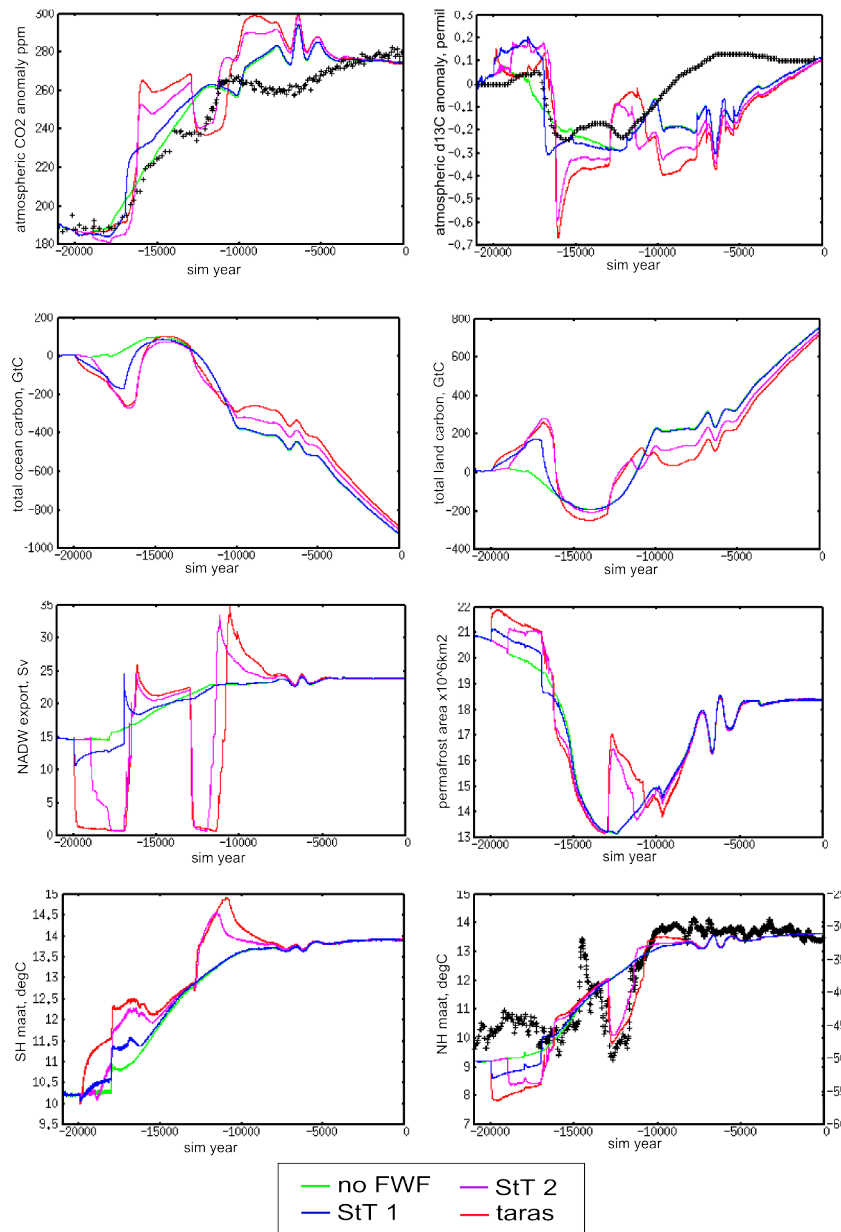 atmospheric CO2 anomaly ppm
300
280
260
240
220
200
180
-20000 -15000 -10000 -5000 0
sim year
atmospheric d13C anomaly, permil
0,3
0,2
0,1
0
-0,1
-0,2
-0,3
-0,4
-0,5
-0,6
-0,7
-20000 -15000 -10000 -5000 0
sim year
total ocean carbon, GtC
200
0
-200
-400
-600
-800
-1000
-20000 -15000 -10000 -5000 0
sim year
total land carbon, GtC
800
600
400
200
0
-200
-400
-20000 -15000 -10000 -5000 0
sim year
NADW export, Sv
35
30
25
20
15
10
5
0
-20000 -15000 -10000 -5000 0
sim year
permafrost area x10^6km2
22
21
20
19
18
17
16
15
14
13
-20000 -15000 -10000 -5000 0
sim year
SH maat, degC
15
14,5
14
13,5
13
12,5
12
11,5
11
10,5
10
9,5
-20000 -15000 -10000 -5000 0
sim year
NH maat, degC
15
14
13
12
11
10
9
8
7
-25
-30
-35
-40
-45
-50
-55
-60
-20000 -15000 -10000 -5000 0
sim year
no FWF
StT 2
StT 1
taras